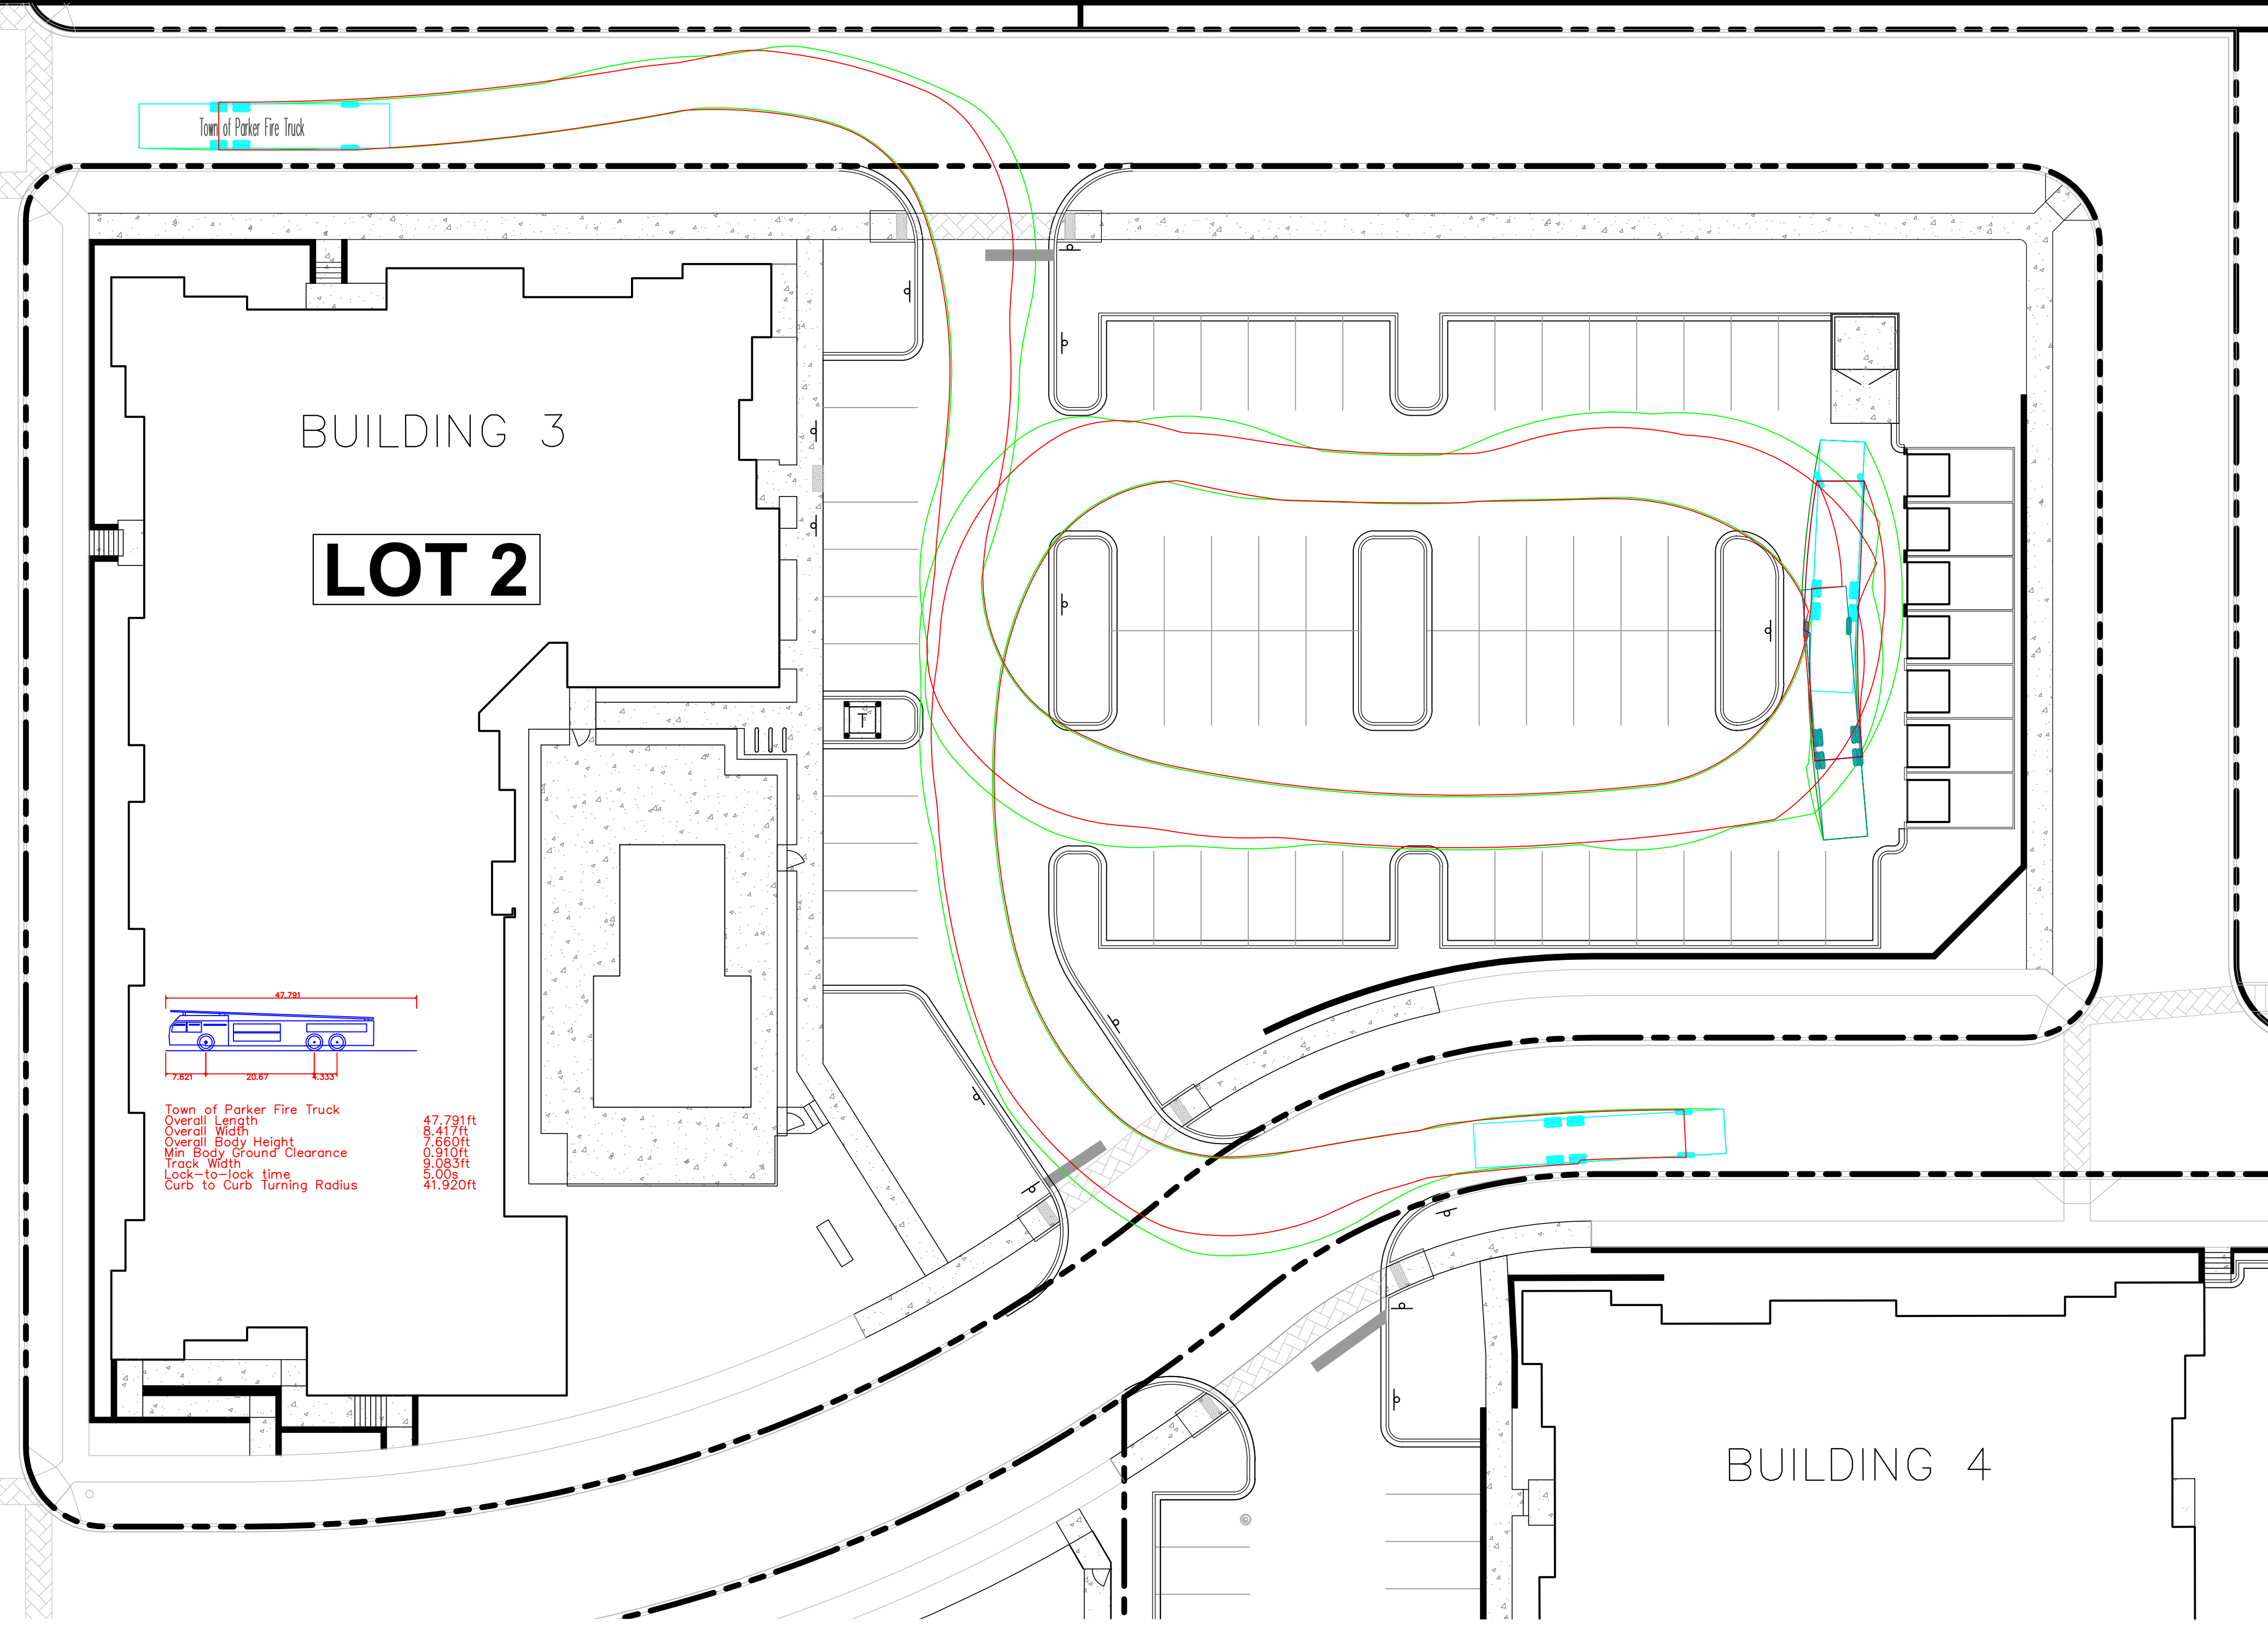 Town of Parker Fire Truck
BUILDING 3
LOT 2
T
47.791
7.621 20.67 4.333
Town of Parker Fire Truck
Overall Length 47.791ft
Overall Width 8.417ft
Overall Body Height 7.660ft
Min Body Ground Clearance 0.910ft
Track Width 9.083ft
Lock-to-lock time 5.00s
Curb to Curb Turning Radius 41.920ft
BUILDING 4